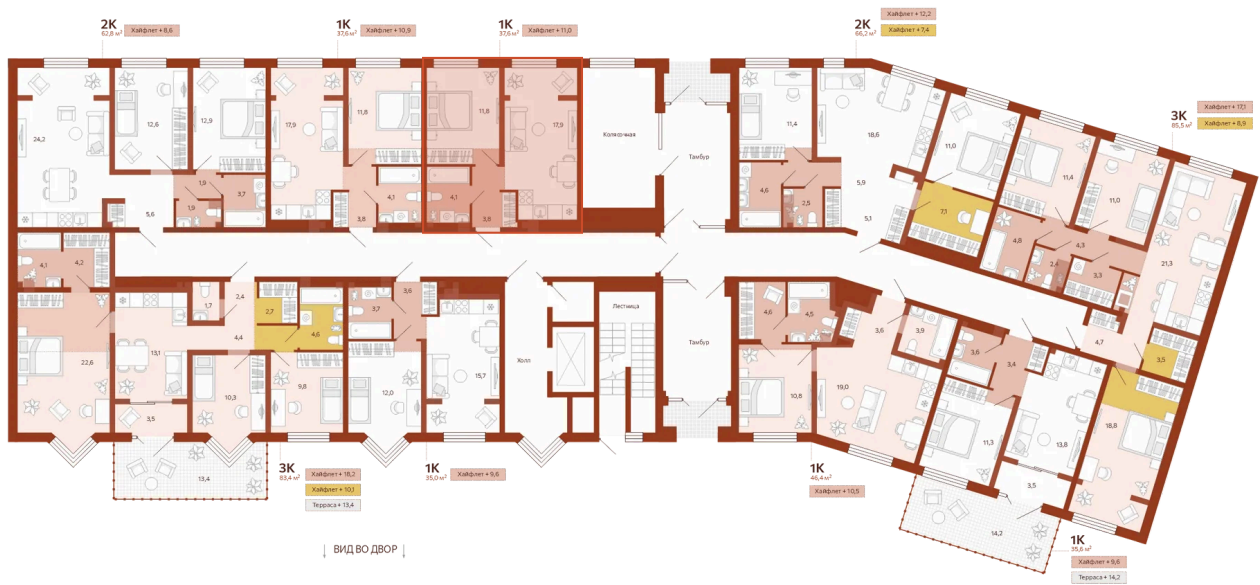 2К
62,8 м²
Хайфлет + 8,6
1К
37,6 м²
Хайфлет + 10,9
1К
37,6 м²
Хайфлет + 11,0
2К
66,2 м²
Хайфлет + 12,2
Хайфлет + 7,4
3К
85,5 м²
Хайфлет + 17,1
Хайфлет + 8,9
24,2
12,6
12,9
17,9
11,8
11,8
17,9
Колясочная
Тамбур
11,4
18,6
11,0
11,4
11,0
21,3
5,6
1,9
1,9
3,7
3,8
4,1
4,1
3,8
4,6
2,5
5,9
5,1
7,1
4,8
4,3
2,4
3,3
4,1
4,2
22,6
13,1
3,5
1,7
2,4
4,4
10,3
2,7
4,6
9,8
3,7
3,6
12,0
15,7
Холл
Лестница
Тамбур
4,6
4,5
10,8
19,0
3,6
3,9
3,6
3,4
11,3
13,8
3,5
4,7
3,5
18,8
13,4
14,2
3К
83,4 м²
Хайфлет + 18,2
Хайфлет + 10,1
Терраса + 13,4
1К
35,0 м²
Хайфлет + 9,6
1К
46,4 м²
Хайфлет + 10,5
1К
35,6 м²
Хайфлет + 9,6
Терраса + 14,2
ВИД ВО ДВОР